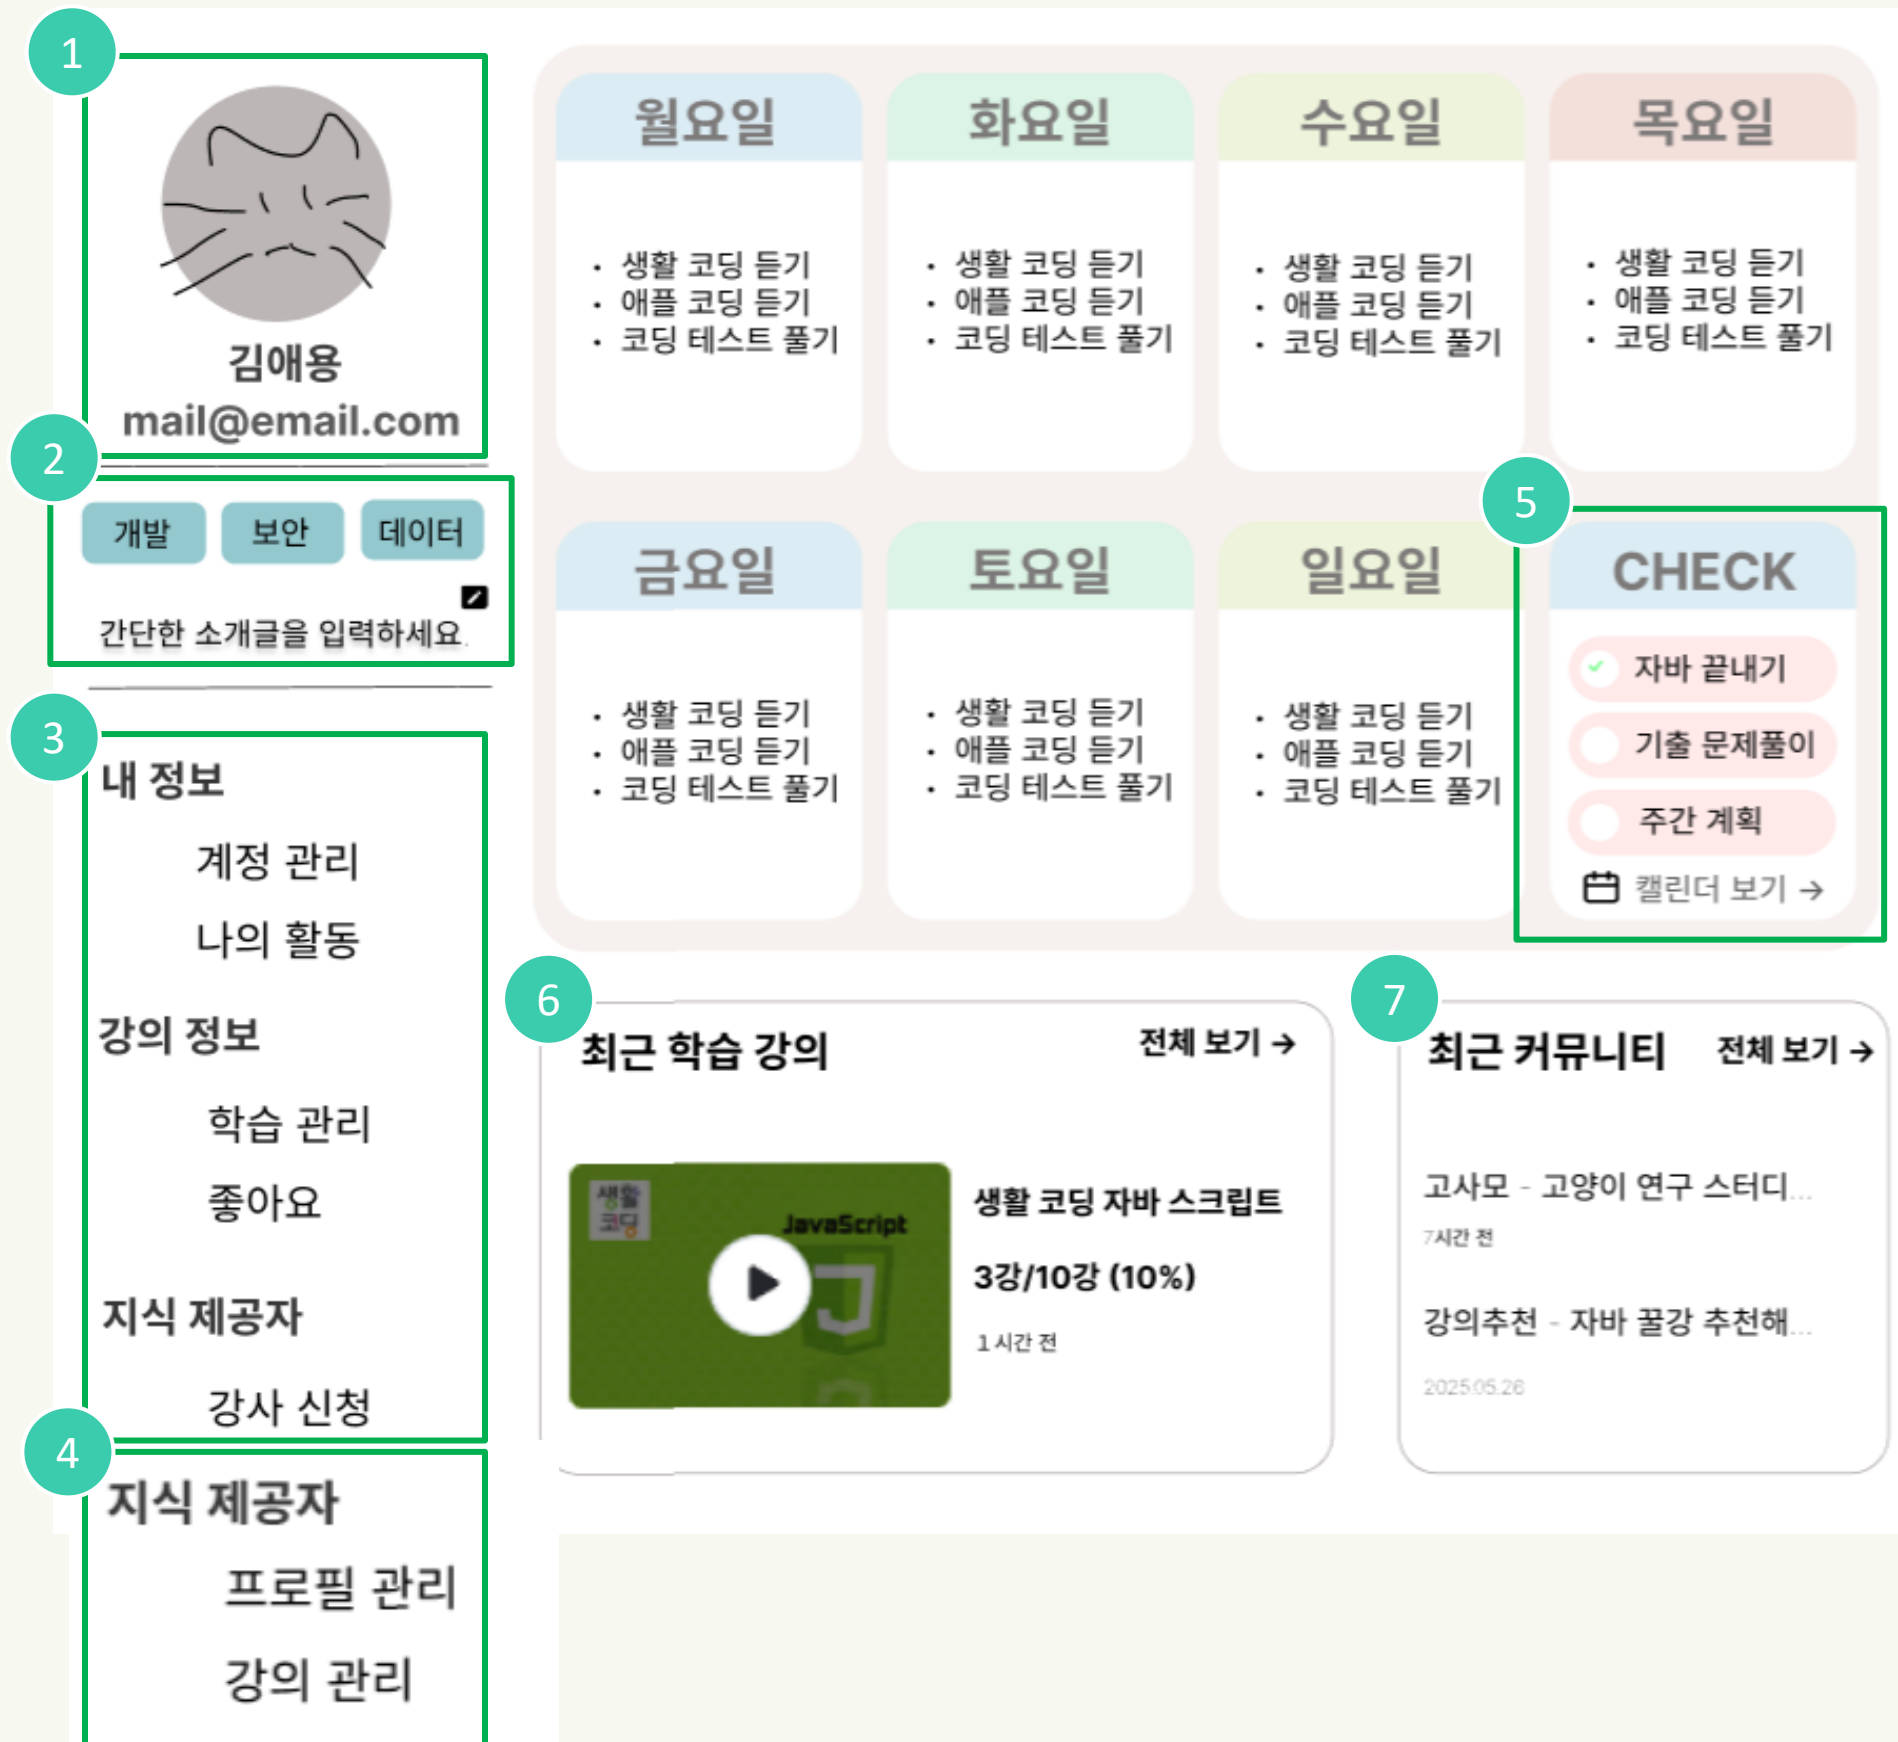 1
김애용
mail@email.com
2
개발 보안 데이터
간단한 소개글을 입력하세요.
3
내 정보
계정 관리
나의 활동
강의 정보
학습 관리
좋아요
지식 제공자
강사 신청
4
지식 제공자
프로필 관리
강의 관리
월요일
· 생활 코딩 듣기
· 애플 코딩 듣기
· 코딩 테스트 풀기
화요일
· 생활 코딩 듣기
· 애플 코딩 듣기
· 코딩 테스트 풀기
수요일
· 생활 코딩 듣기
· 애플 코딩 듣기
· 코딩 테스트 풀기
목요일
· 생활 코딩 듣기
· 애플 코딩 듣기
· 코딩 테스트 풀기
금요일
· 생활 코딩 듣기
· 애플 코딩 듣기
· 코딩 테스트 풀기
토요일
· 생활 코딩 듣기
· 애플 코딩 듣기
· 코딩 테스트 풀기
일요일
· 생활 코딩 듣기
· 애플 코딩 듣기
· 코딩 테스트 풀기
5
CHECK
자바 끝내기
기출 문제풀이
주간 계획
캘린더 보기 →
6
최근 학습 강의 전체 보기 →
생활
코딩
JavaScript
생활 코딩 자바 스크립트
3강/10강 (10%)
1시간 전
7
최근 커뮤니티 전체 보기 →
고사모 - 고양이 연구 스터디...
7시간 전
강의추천 - 자바 꿀강 추천해...
2025.05.26